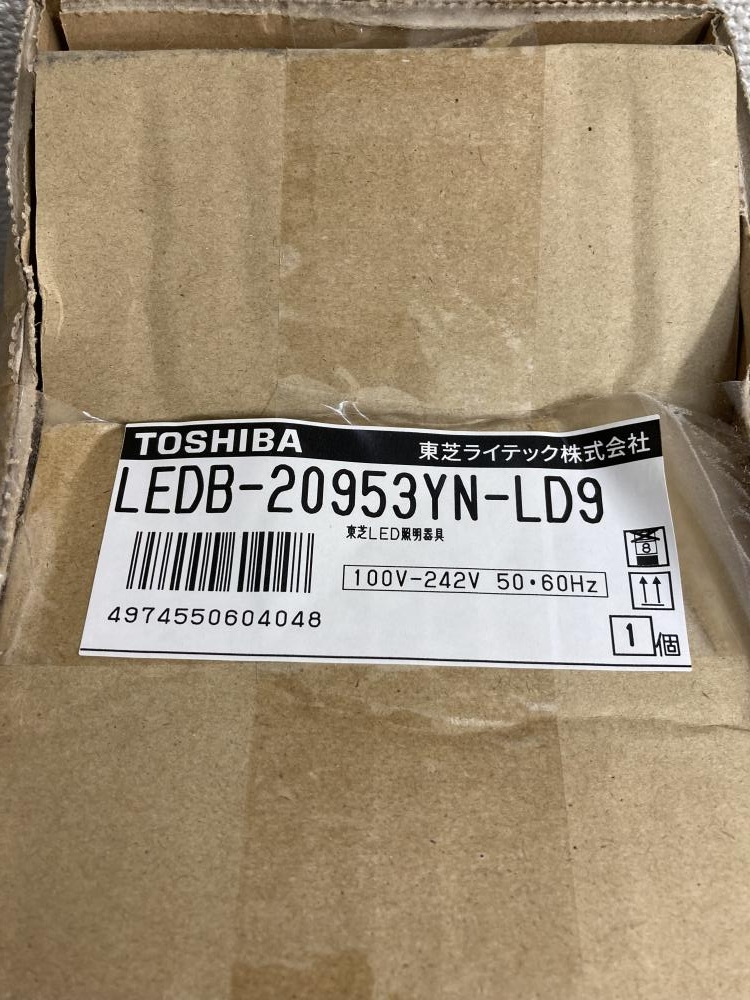 TOSHIBA 東芝ライテック株式会社
LEDB-20953YN-LD9
東芝LED照明器具
8
100V-242V 50・60Hz
4974550604048
1個